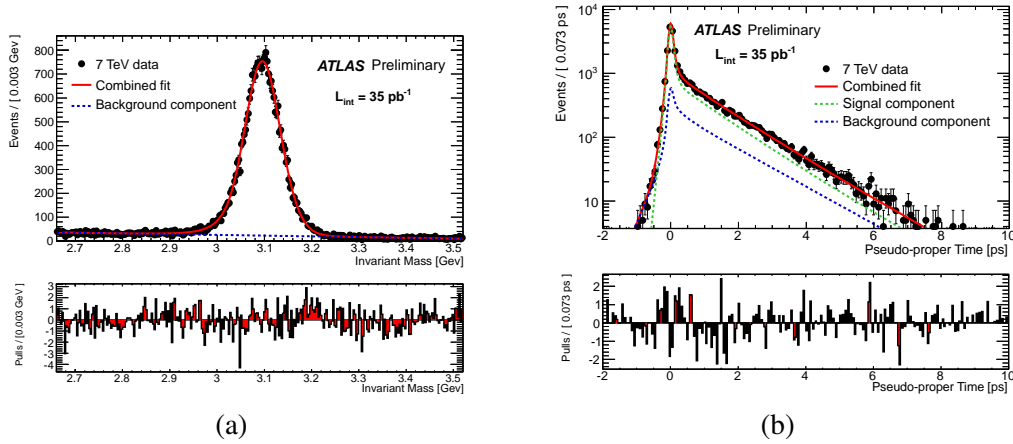 Events / [ 0.003 Gev ]
800
700
600
500
400
300
200
100
0
7 TeV data
Combined fit
Background component
ATLAS Preliminary
L_int = 35 pb⁻¹
2.7 2.8 2.9 3 3.1 3.2 3.3 3.4 3.5
Invariant Mass [Gev]
Pulls / [0.003 GeV]
3
2
1
0
-1
-2
-3
-4
2.7 2.8 2.9 3 3.1 3.2 3.3 3.4 3.5
Invariant Mass [Gev]
(a)
Events / [ 0.073 ps ]
10⁴
10³
10²
10
ATLAS Preliminary
L_int = 35 pb⁻¹
7 TeV data
Combined fit
Signal component
Background component
-2 0 2 4 6 8 10
Pseudo-proper Time [ps]
Pulls / [ 0.073 ps ]
2
1
0
-1
-2
-2 0 2 4 6 8 10
Pseudo-proper Time [ps]
(b)